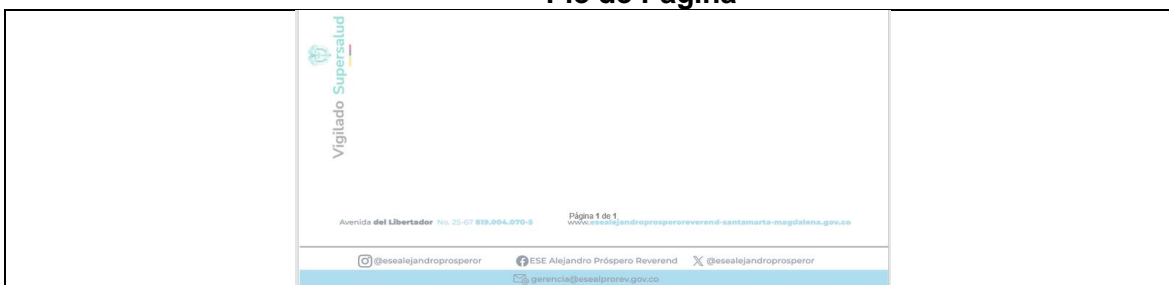 Pie de Página
Vigilado Supersalud
Página 1 de 1
Avenida del Libertador No. 25-67 819.004.070-5
www.esealejandroprosperoreverend-santamarta-magdalena.gov.co
@esealejandroprosperor
ESE Alejandro Próspero Reverend
@esealejandroprosperor
gerencia@esealprorev.gov.co